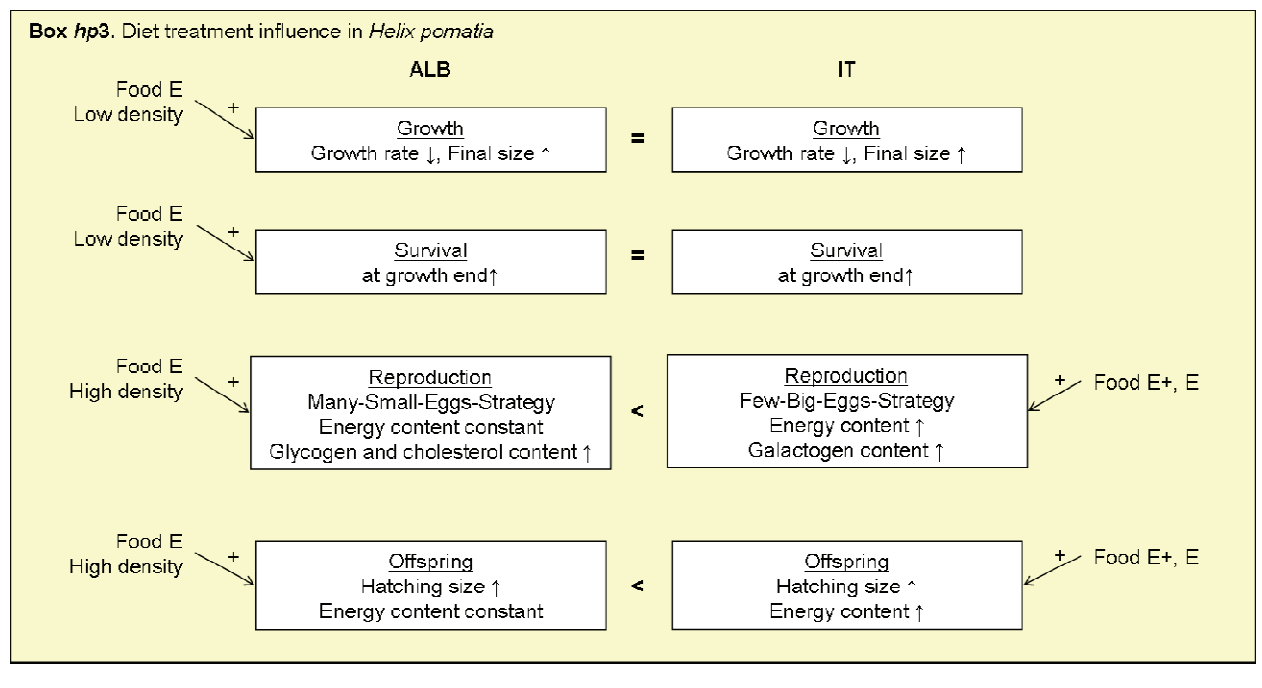 Box hp3. Diet treatment influence in Helix pomatia
ALB
IT
Food E
Low density
+
Growth
Growth rate ↓, Final size ˆ
=
Growth
Growth rate ↓, Final size ↑
Food E
Low density
+
Survival
at growth end↑
=
Survival
at growth end↑
Food E
High density
+
Reproduction
Many-Small-Eggs-Strategy
Energy content constant
Glycogen and cholesterol content ↑
<
Reproduction
Few-Big-Eggs-Strategy
Energy content ↑
Galactogen content ↑
+
Food E+, E
Food E
High density
+
Offspring
Hatching size ↑
Energy content constant
<
Offspring
Hatching size ˆ
Energy content ↑
+
Food E+, E